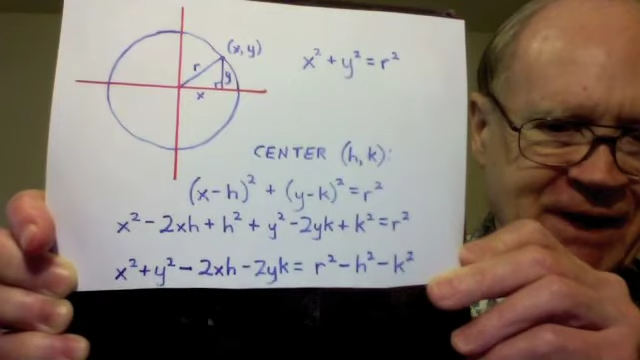 (x, y)
r
y
x
x² + y² = r²
CENTER (h, k):
(x-h)² + (y-k)² = r²
x² - 2xh + h² + y² - 2yk + k² = r²
x² + y² - 2xh - 2yk = r² - h² - k²